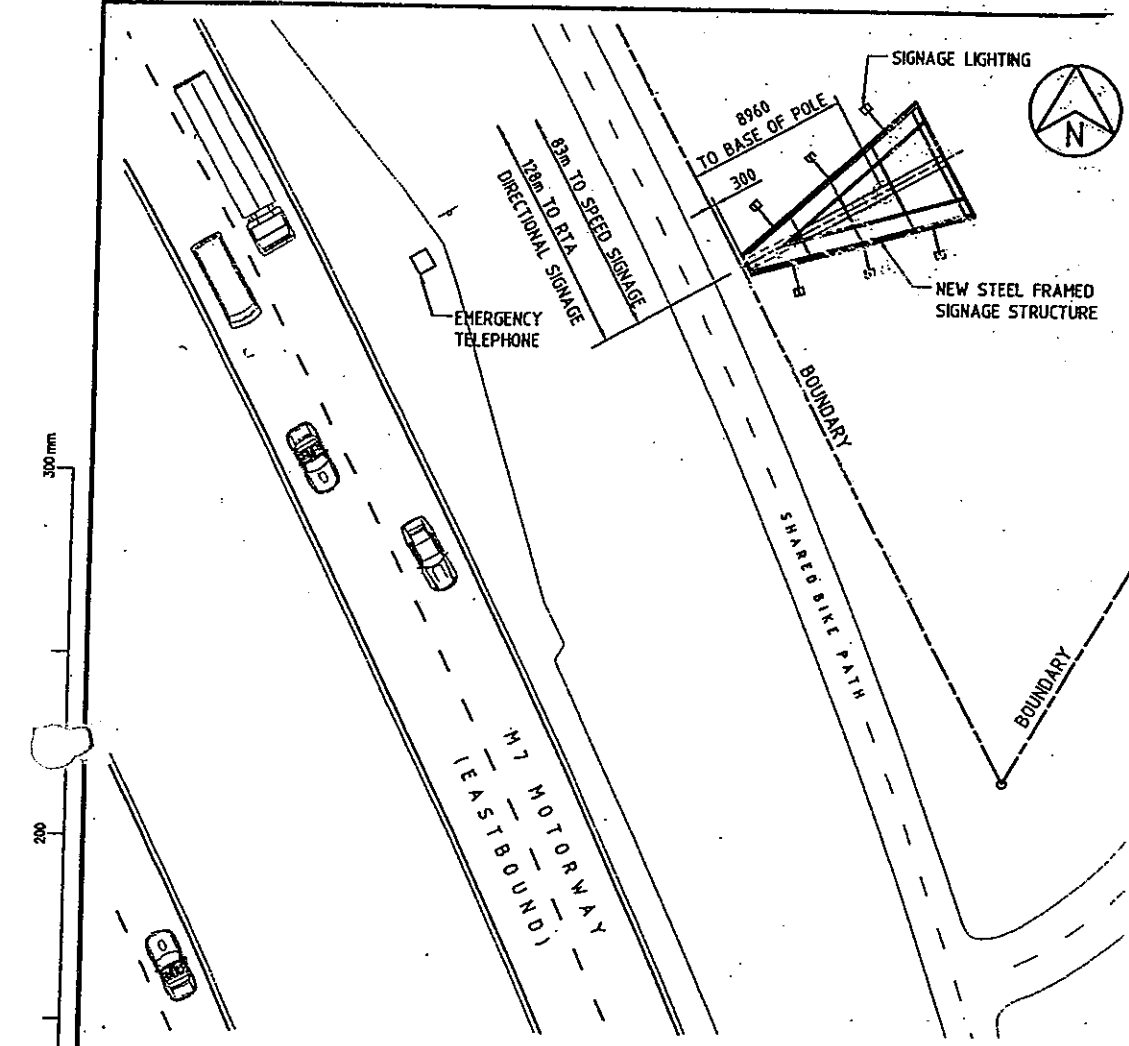 SIGNAGE LIGHTING
N
8960
TO BASE OF POLE
300
83m TO SPEED SIGNAGE
128m TO RTA
DIRECTIONAL SIGNAGE
NEW STEEL FRAMED
SIGNAGE STRUCTURE
EMERGENCY
TELEPHONE
BOUNDARY
300mm
SHARED BIKE PATH
BOUNDARY
M7 MOTORWAY
(EASTBOUND)
200